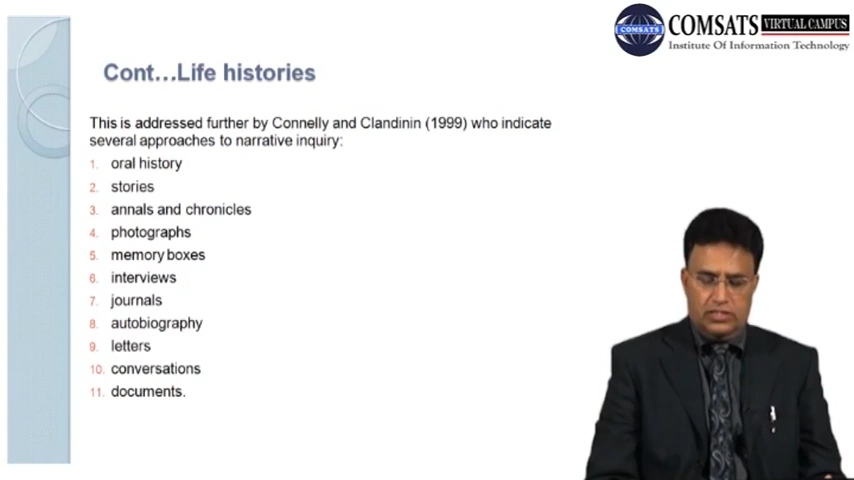 COMSATS
COMSATS VIRTUAL CAMPUS
Institute Of Information Technology
Cont…Life histories
This is addressed further by Connelly and Clandinin (1999) who indicate
several approaches to narrative inquiry:
1. oral history
2. stories
3. annals and chronicles
4. photographs
5. memory boxes
6. interviews
7. journals
8. autobiography
9. letters
10. conversations
11. documents.